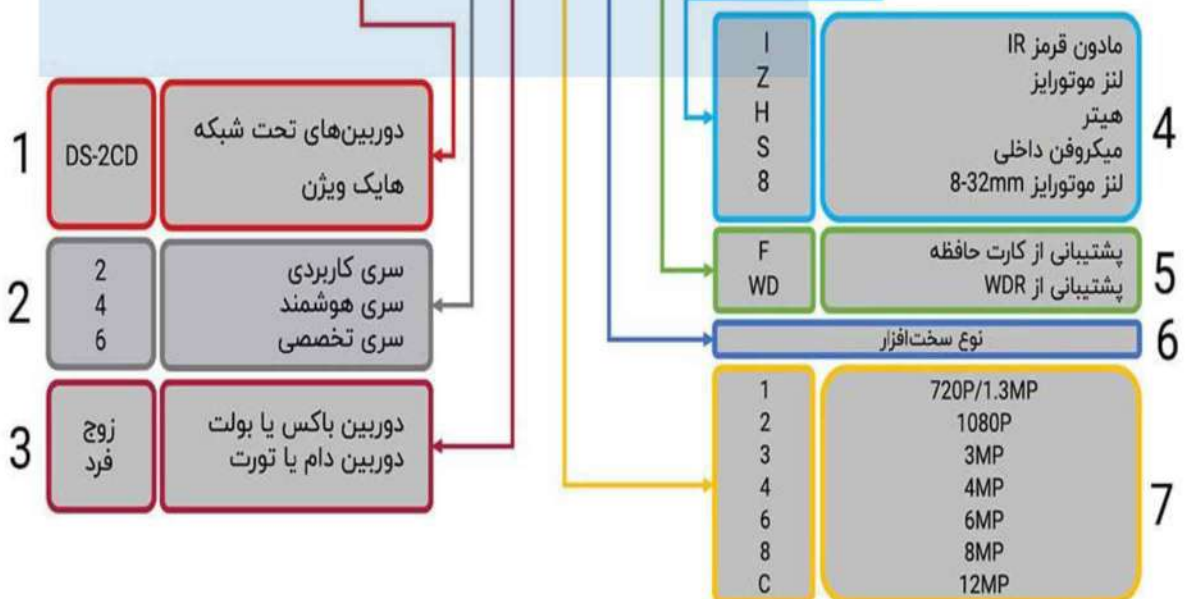 1
DS-2CD
دوربین‌های تحت شبکه
هایک ویژن
2
2 سری کاربردی
4 سری هوشمند
6 سری تخصصی
3
زوج دوربین باکس یا بولت
فرد دوربین دام یا تورت
4
I مادون قرمز IR
Z لنز موتورایز
H هیتر
S میکروفن داخلی
8 لنز موتورایز 8-32mm
5
F پشتیبانی از کارت حافظه
WD پشتیبانی از WDR
6
نوع سخت‌افزار
7
1 720P/1.3MP
2 1080P
3 3MP
4 4MP
6 6MP
8 8MP
C 12MP